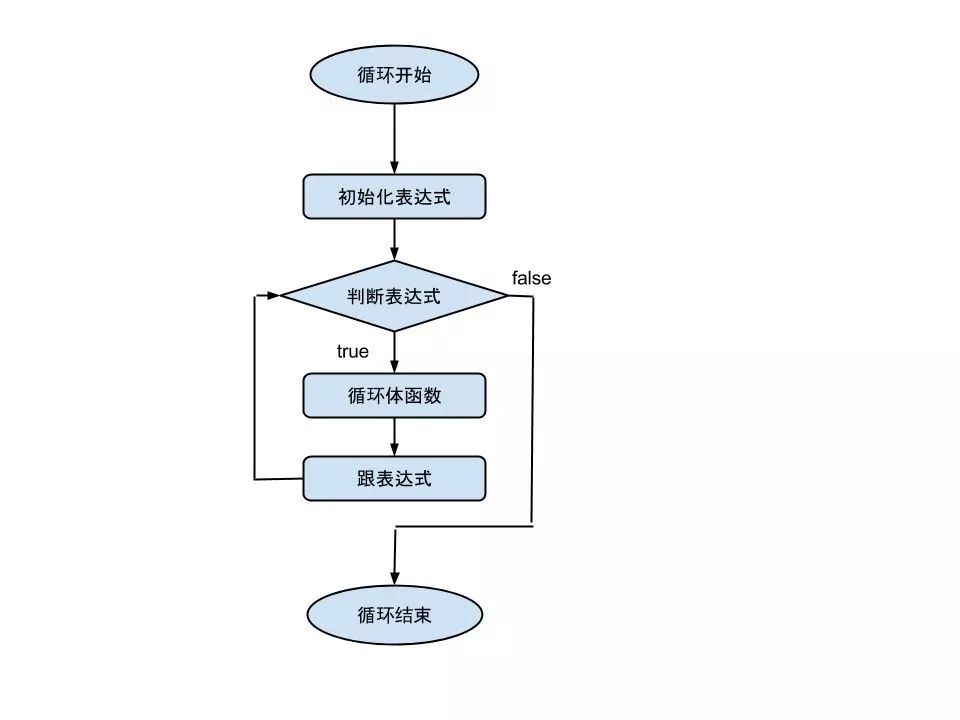 循环开始
初始化表达式
判断表达式
false
true
循环体函数
跟表达式
循环结束